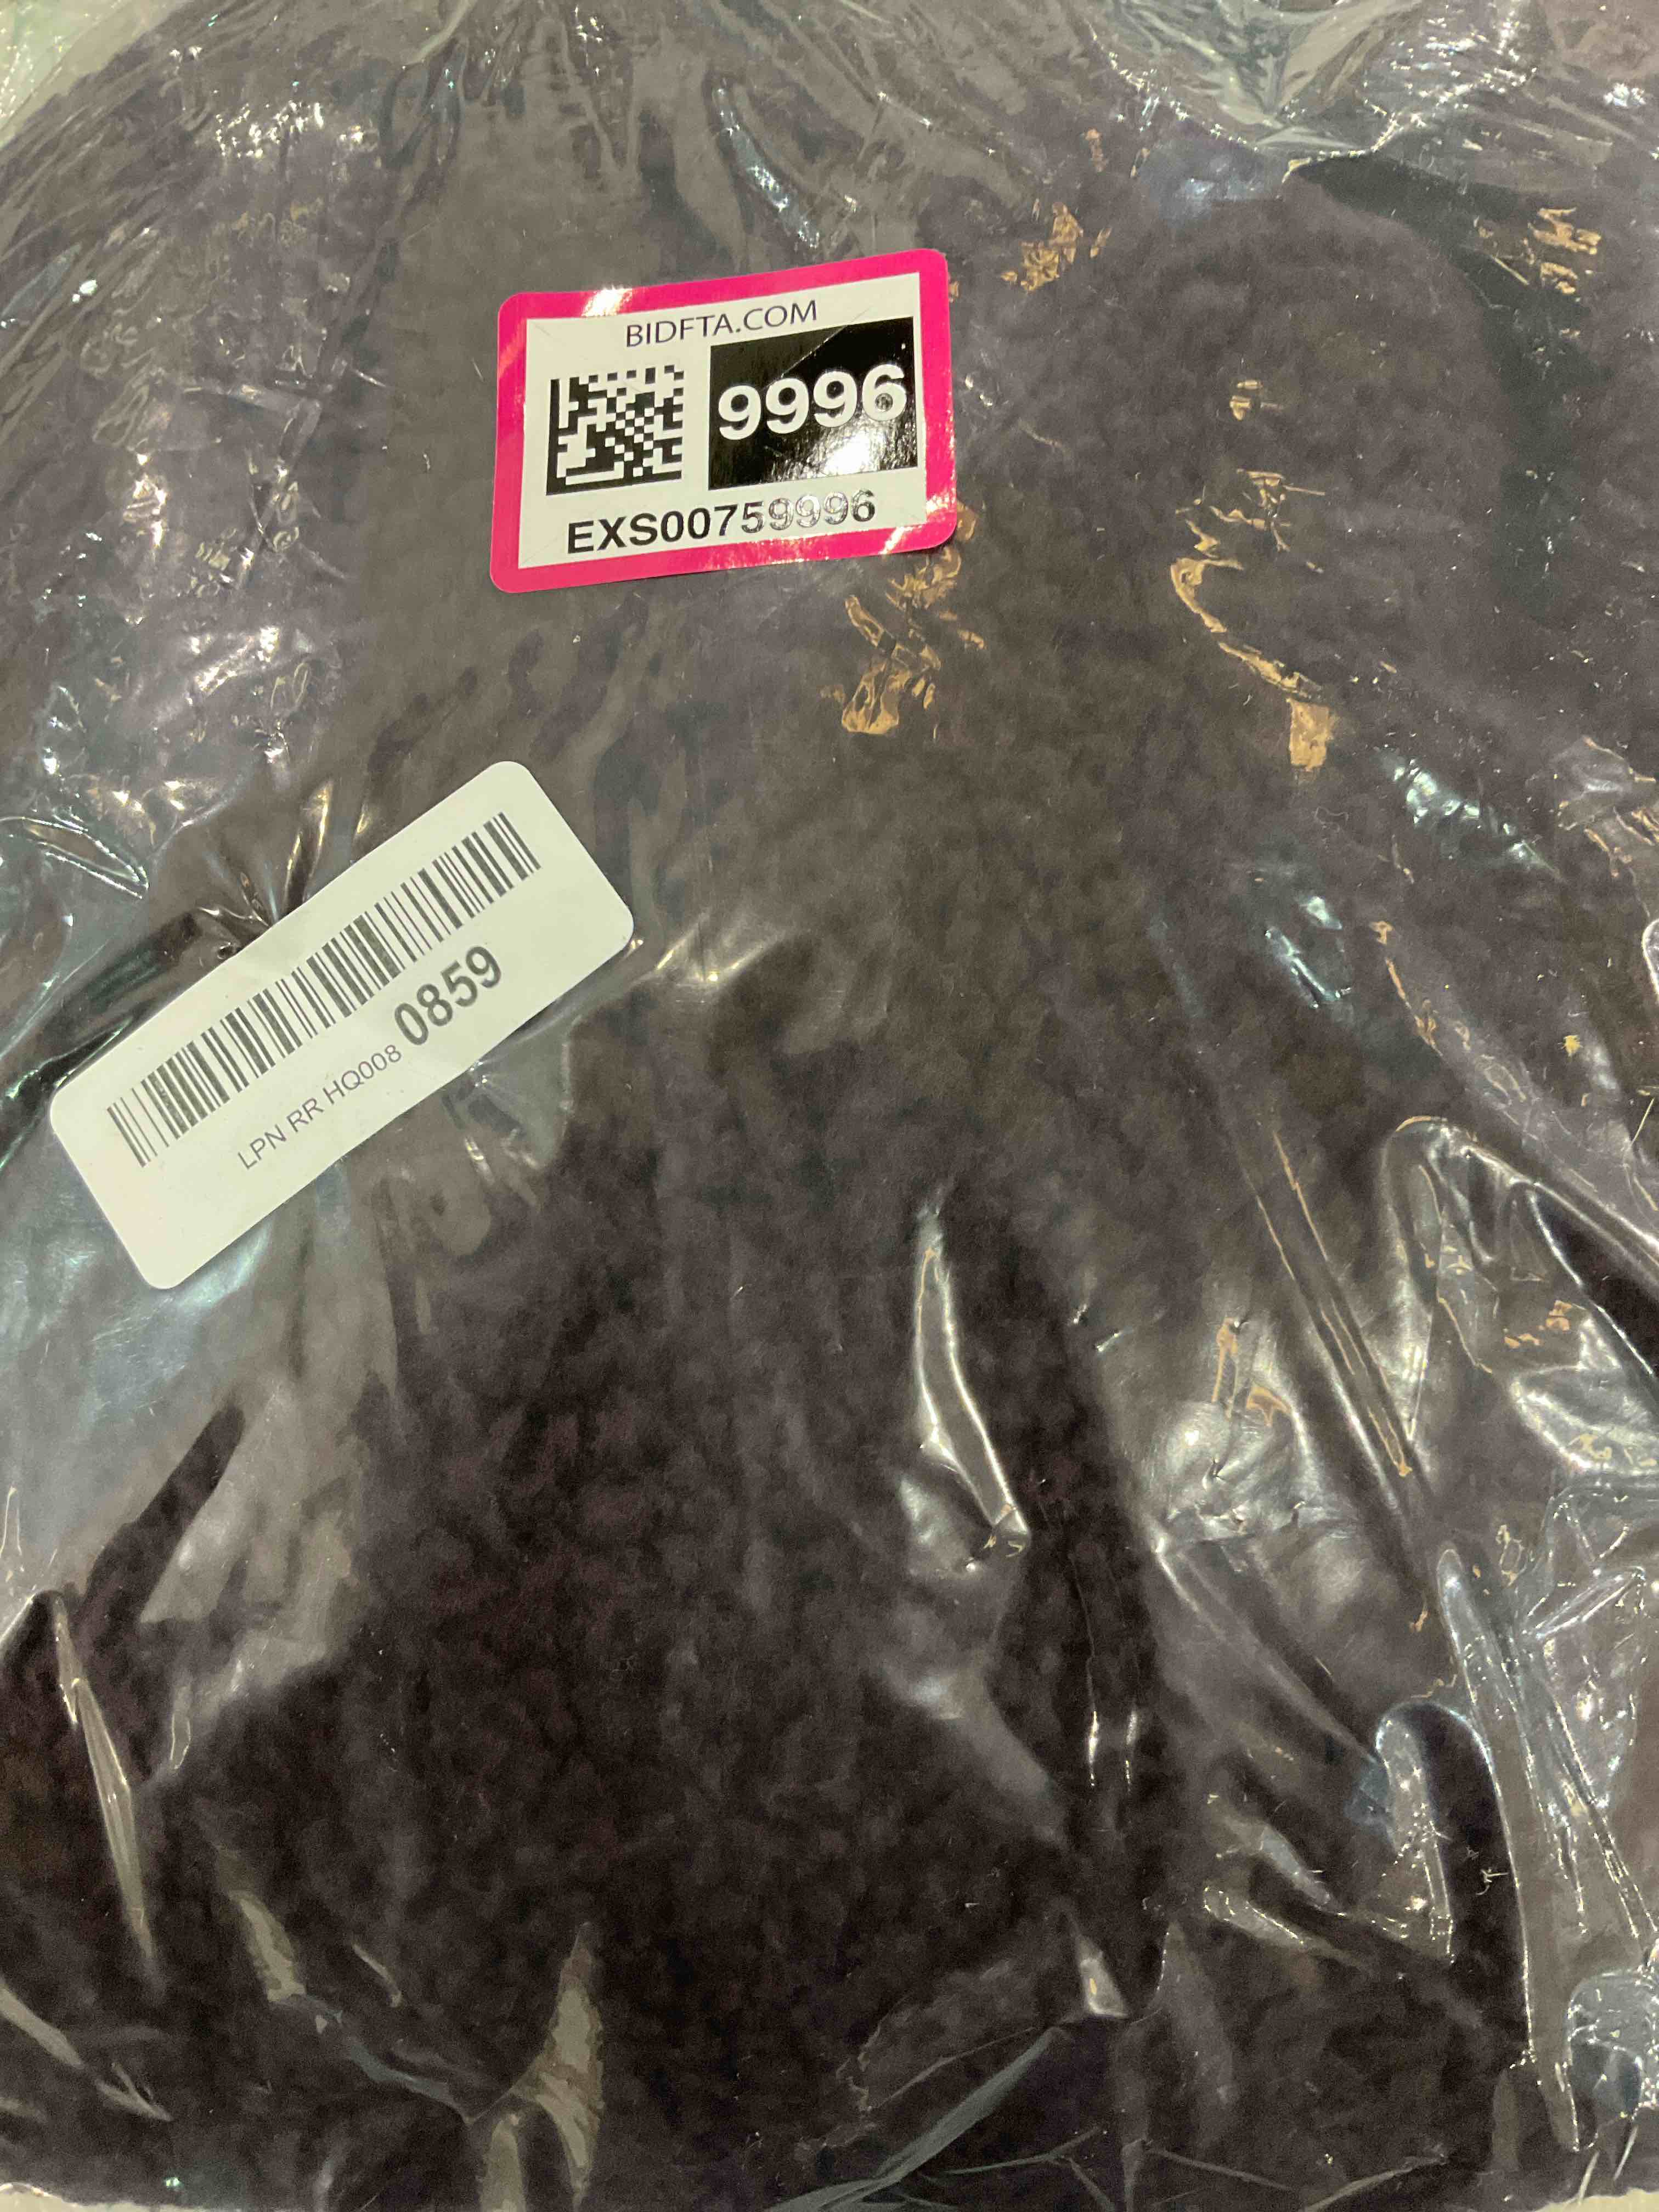 BIDFTA.COM
9996
EXS00759996
LPN RR HQ008 0859